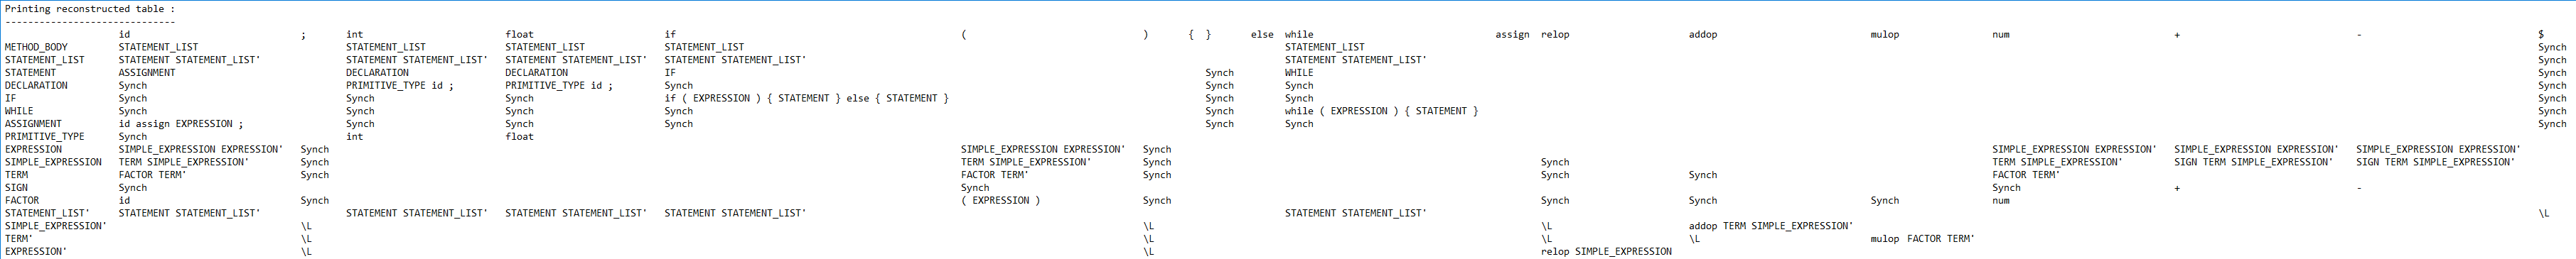 Printing reconstructed table :
------------------------------
id ; int float if ( ) { } else while assign relop addop mulop num + - $
METHOD_BODY STATEMENT_LIST STATEMENT_LIST STATEMENT_LIST STATEMENT_LIST STATEMENT_LIST Synch
STATEMENT_LIST STATEMENT STATEMENT_LIST' STATEMENT STATEMENT_LIST' STATEMENT STATEMENT_LIST' STATEMENT STATEMENT_LIST' STATEMENT STATEMENT_LIST' Synch
STATEMENT ASSIGNMENT DECLARATION DECLARATION IF Synch WHILE Synch
DECLARATION Synch PRIMITIVE_TYPE id ; PRIMITIVE_TYPE id ; Synch Synch Synch Synch
IF Synch Synch Synch if ( EXPRESSION ) { STATEMENT } else { STATEMENT } Synch Synch Synch
WHILE Synch Synch Synch Synch Synch while ( EXPRESSION ) { STATEMENT } Synch
ASSIGNMENT id assign EXPRESSION ; Synch Synch Synch Synch Synch Synch
PRIMITIVE_TYPE Synch int float
EXPRESSION SIMPLE_EXPRESSION EXPRESSION' Synch SIMPLE_EXPRESSION EXPRESSION' Synch SIMPLE_EXPRESSION EXPRESSION' SIMPLE_EXPRESSION EXPRESSION' SIMPLE_EXPRESSION EXPRESSION'
SIMPLE_EXPRESSION TERM SIMPLE_EXPRESSION' Synch TERM SIMPLE_EXPRESSION' Synch Synch TERM SIMPLE_EXPRESSION' SIGN TERM SIMPLE_EXPRESSION' SIGN TERM SIMPLE_EXPRESSION'
TERM FACTOR TERM' Synch FACTOR TERM' Synch Synch Synch FACTOR TERM'
SIGN Synch Synch Synch + -
FACTOR id Synch ( EXPRESSION ) Synch Synch Synch Synch num
STATEMENT_LIST' STATEMENT STATEMENT_LIST' STATEMENT STATEMENT_LIST' STATEMENT STATEMENT_LIST' STATEMENT STATEMENT_LIST' STATEMENT STATEMENT_LIST' \L
SIMPLE_EXPRESSION' \L \L \L addop TERM SIMPLE_EXPRESSION'
TERM' \L \L \L \L mulop FACTOR TERM'
EXPRESSION' \L \L relop SIMPLE_EXPRESSION